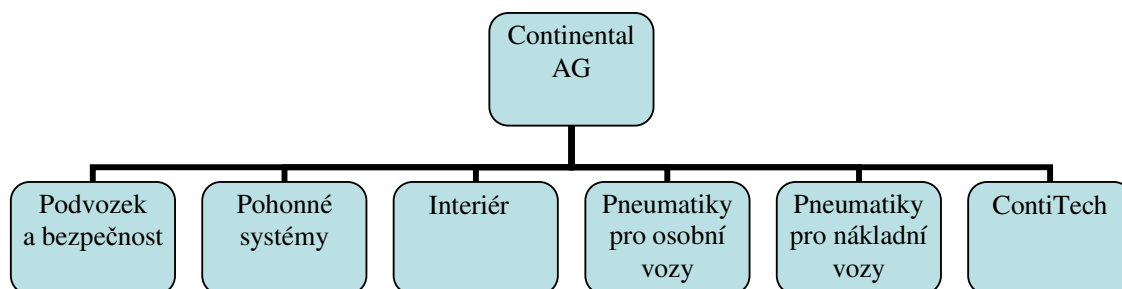 Continental
AG
Podvozek
a bezpečnost
Pohonné
systémy
Interiér
Pneumatiky
pro osobní
vozy
Pneumatiky
pro nákladní
vozy
ContiTech